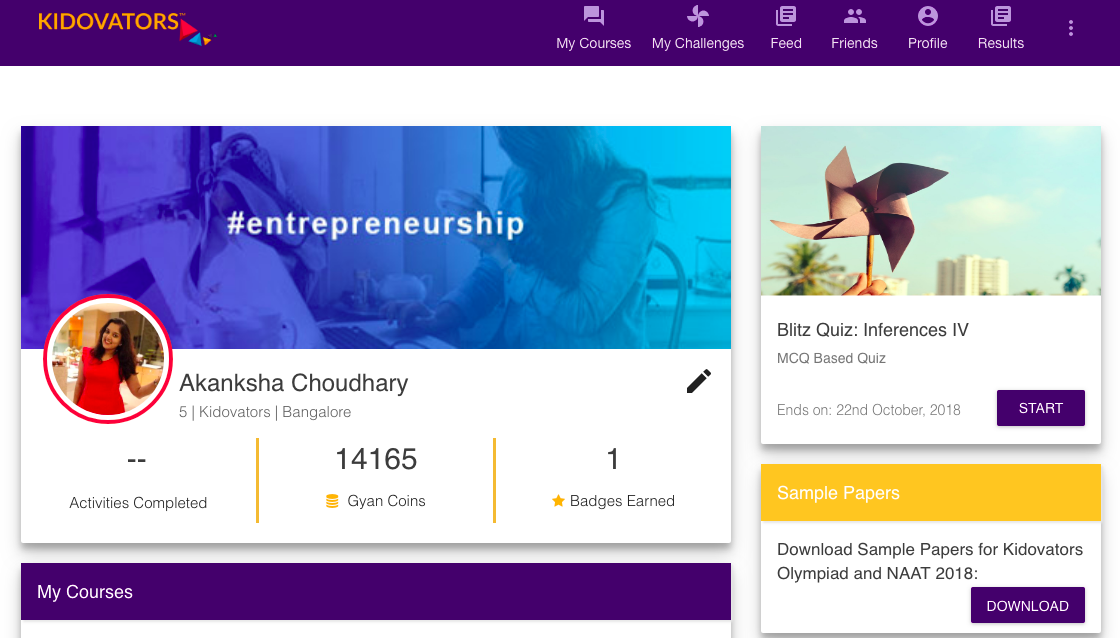 KIDOVATORS™
My Courses
My Challenges
Feed
Friends
Profile
Results
#entrepreneurship
Akanksha Choudhary
5 | Kidovators | Bangalore
--
Activities Completed
14165
Gyan Coins
1
Badges Earned
My Courses
Blitz Quiz: Inferences IV
MCQ Based Quiz
Ends on: 22nd October, 2018
START
Sample Papers
Download Sample Papers for Kidovators
Olympiad and NAAT 2018:
DOWNLOAD